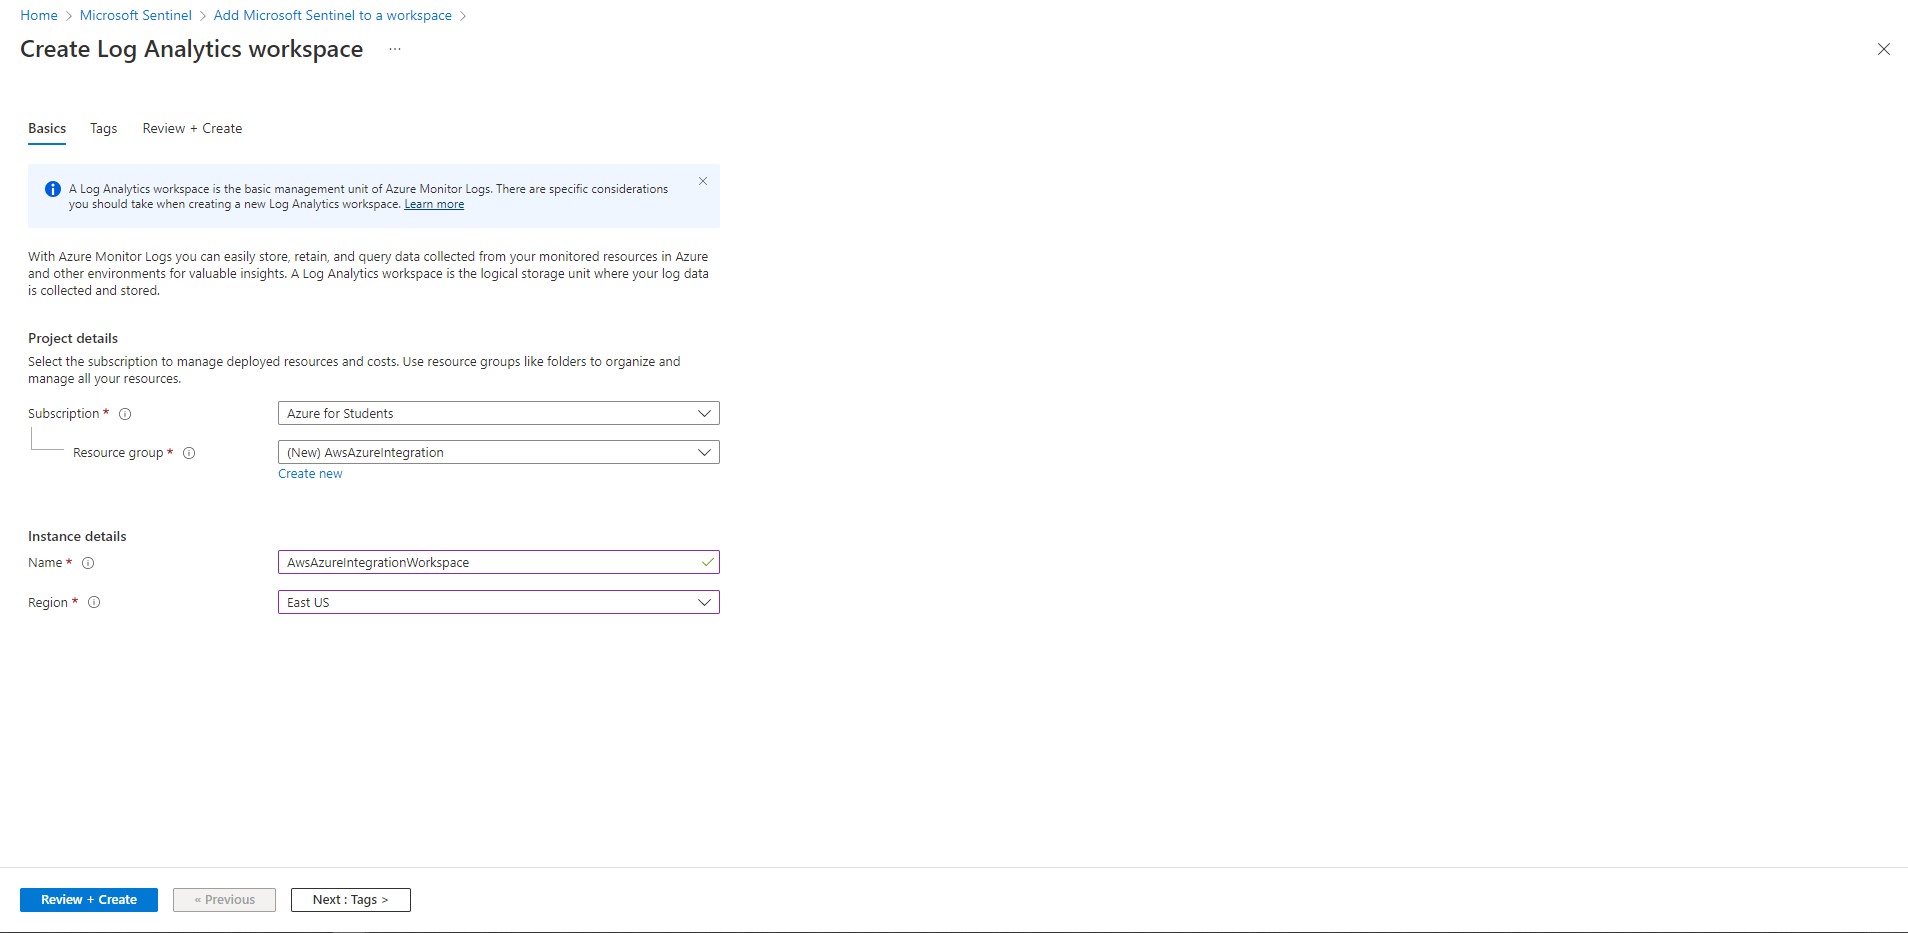 Home > Microsoft Sentinel > Add Microsoft Sentinel to a workspace >
Create Log Analytics workspace ...
Basics Tags Review + Create
A Log Analytics workspace is the basic management unit of Azure Monitor Logs. There are specific considerations
you should take when creating a new Log Analytics workspace. Learn more
With Azure Monitor Logs you can easily store, retain, and query data collected from your monitored resources in Azure
and other environments for valuable insights. A Log Analytics workspace is the logical storage unit where your log data
is collected and stored.
Project details
Select the subscription to manage deployed resources and costs. Use resource groups like folders to organize and
manage all your resources.
Subscription * Azure for Students
Resource group * (New) AwsAzureIntegration
Create new
Instance details
Name * AwsAzureIntegrationWorkspace
Region * East US
Review + Create « Previous Next : Tags >